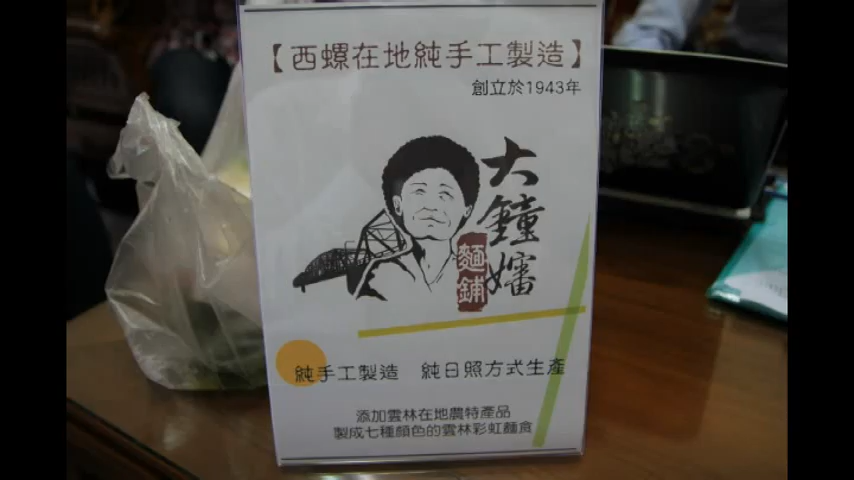 【西螺在地純手工製造】
創立於1943年
大鐘嬸
麵鋪
純手工製造 純日照方式生產
添加雲林在地農特產品
製成七種顏色的雲林彩虹麵食